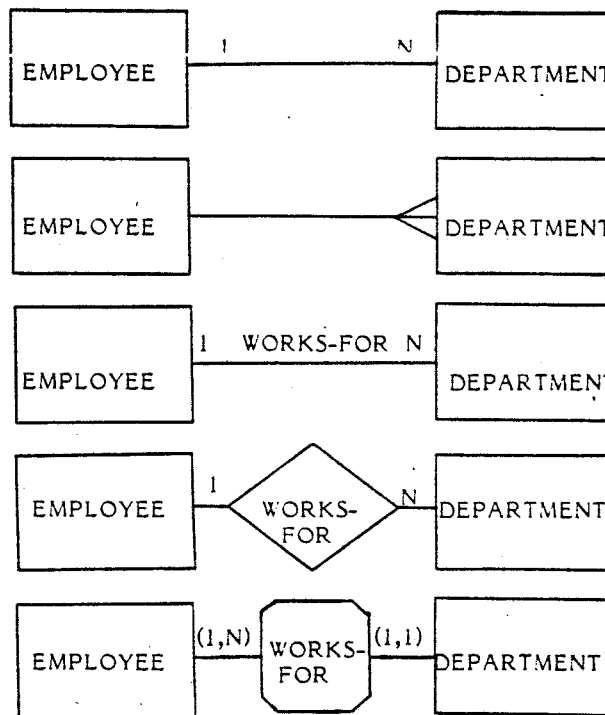 1 N
EMPLOYEE DEPARTMENT
EMPLOYEE DEPARTMENT
1 WORKS-FOR N
EMPLOYEE DEPARTMENT
1 N
EMPLOYEE WORKS- DEPARTMENT
FOR
(1,N) (1,1)
EMPLOYEE WORKS- DEPARTMENT
FOR